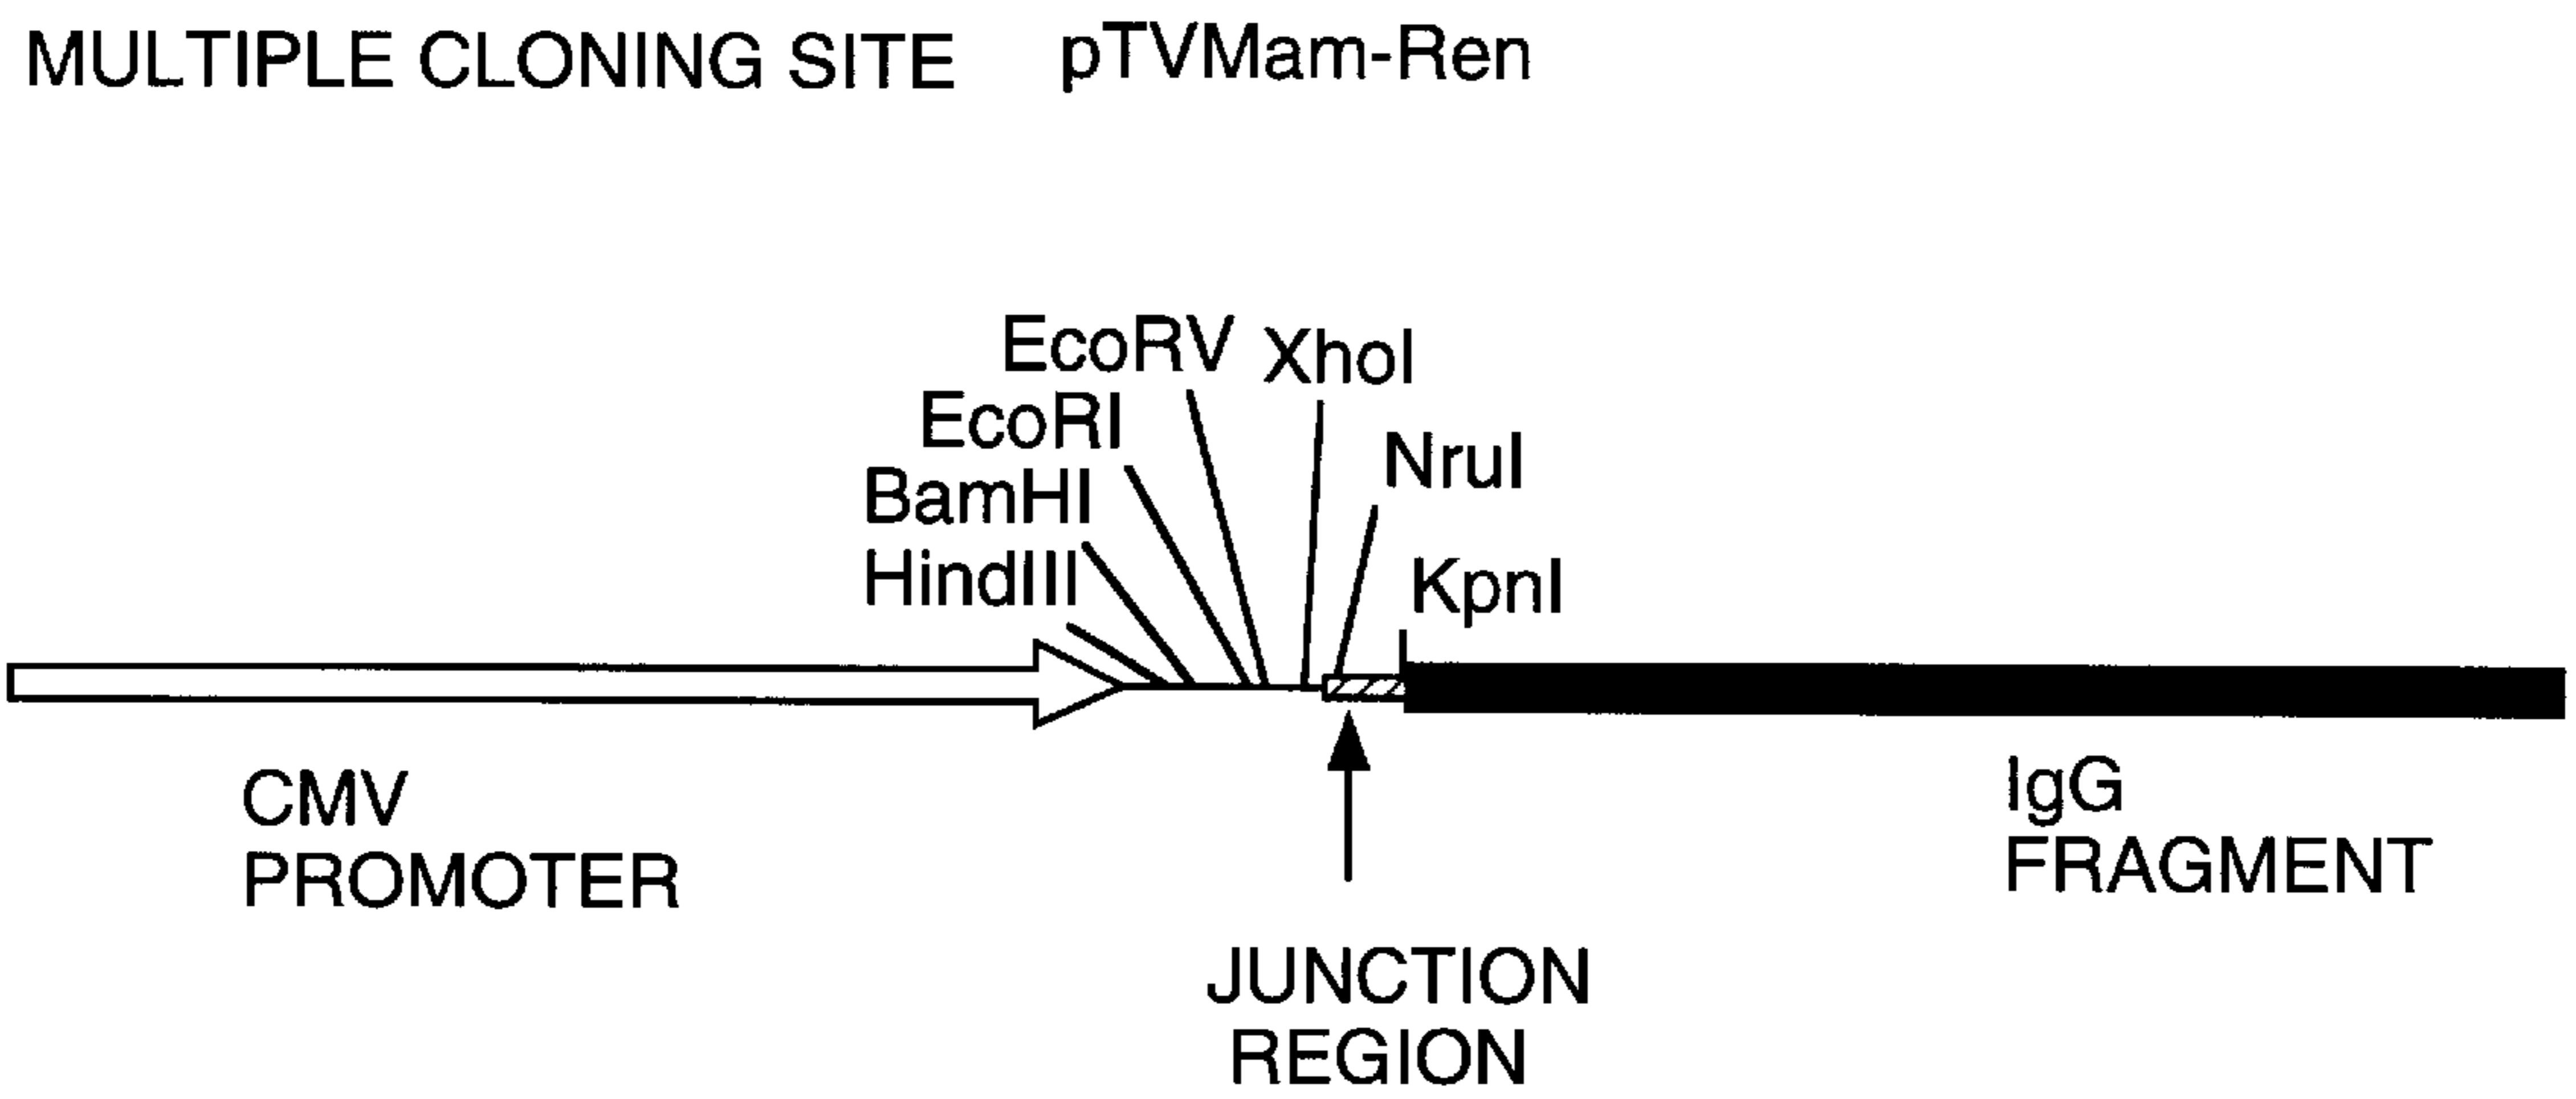 MULTIPLE CLONING SITE pTVMam-Ren
EcoRV XhoI
EcoRI
NruI
BamHI
HindIII
KpnI
CMV
PROMOTER
IgG
FRAGMENT
JUNCTION
REGION